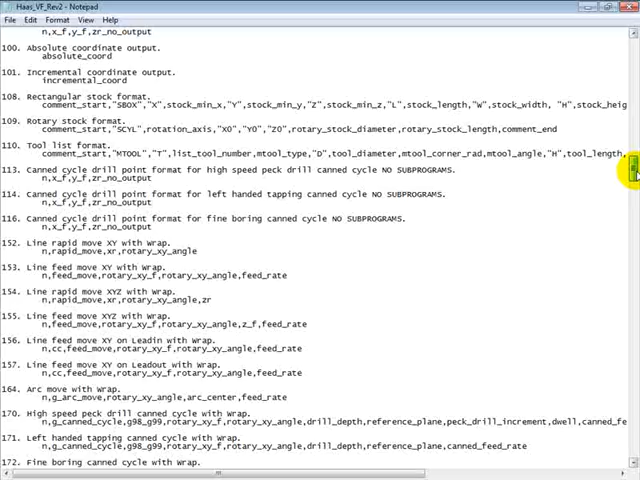 Haas_VF_Rev2 - Notepad
File Edit Format View Help
n,x_f,y_f,zr_no_output
100. Absolute coordinate output.
absolute_coord
101. Incremental coordinate output.
incremental_coord
108. Rectangular stock format.
comment_start,"SBOX","X",stock_min_x,"Y",stock_min_y,"Z",stock_min_z,"L",stock_length,"W",stock_width, "H",stock_heig
109. Rotary stock format.
comment_start,"SCYL",rotation_axis,"X0","Y0","Z0",rotary_stock_diameter,rotary_stock_length,comment_end
110. Tool list format.
comment_start,"MTOOL","T",list_tool_number,mtool_type,"D",tool_diameter,mtool_corner_rad,mtool_angle,"H",tool_length,
113. Canned cycle drill point format for high speed peck drill canned cycle NO SUBPROGRAMS.
n,x_f,y_f,zr_no_output
114. Canned cycle drill point format for left handed tapping canned cycle NO SUBPROGRAMS.
n,x_f,y_f,zr_no_output
116. Canned cycle drill point format for fine boring canned cycle NO SUBPROGRAMS.
n,x_f,y_f,zr_no_output
152. Line rapid move XY with Wrap.
n,rapid_move,xr,rotary_xy_angle
153. Line feed move XY with Wrap.
n,feed_move,rotary_xy_f,rotary_xy_angle,feed_rate
154. Line rapid move XYZ with Wrap.
n,rapid_move,xr,rotary_xy_angle,zr
155. Line feed move XYZ with Wrap.
n,feed_move,rotary_xy_f,rotary_xy_angle,z_f,feed_rate
156. Line feed move XY on Leadin with Wrap.
n,cc,feed_move,rotary_xy_f,rotary_xy_angle,feed_rate
157. Line feed move XY on Leadout with Wrap.
n,cc,feed_move,rotary_xy_f,rotary_xy_angle,feed_rate
164. Arc move with Wrap.
n,g_arc_move,rotary_xy_angle,arc_center,feed_rate
170. High speed peck drill canned cycle with Wrap.
n,g_canned_cycle,g98_g99,rotary_xy_f,rotary_xy_angle,drill_depth,reference_plane,peck_drill_increment,dwell,canned_fe
171. Left handed tapping canned cycle with Wrap.
n,g_canned_cycle,g98_g99,rotary_xy_f,rotary_xy_angle,drill_depth,reference_plane,canned_feed_rate
172. Fine boring canned cycle with Wrap.